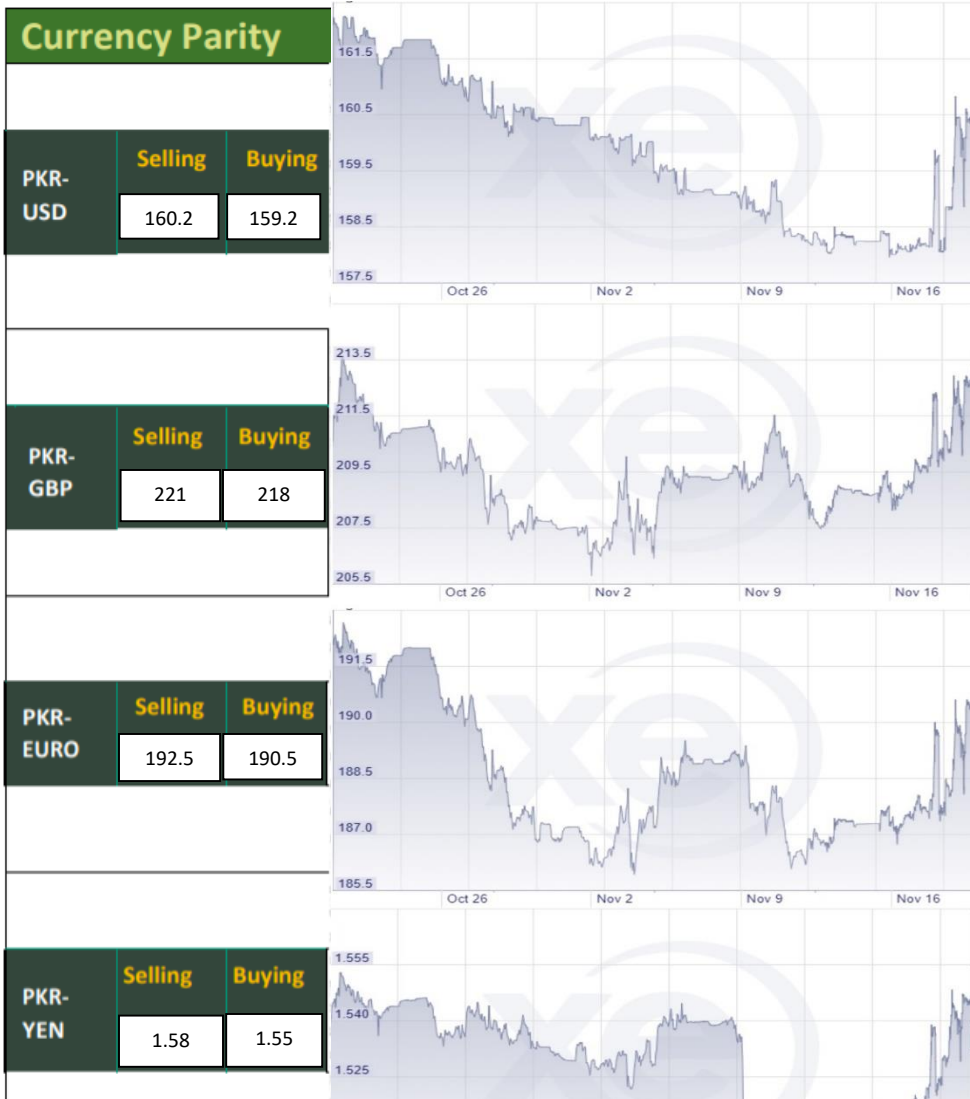 Currency Parity
PKR-
USD
Selling Buying
160.2 159.2
161.5
160.5
159.5
158.5
157.5
Oct 26 Nov 2 Nov 9 Nov 16
xe
PKR-
GBP
Selling Buying
221 218
213.5
211.5
209.5
207.5
205.5
Oct 26 Nov 2 Nov 9 Nov 16
xe
PKR-
EURO
Selling Buying
192.5 190.5
191.5
190.0
188.5
187.0
185.5
Oct 26 Nov 2 Nov 9 Nov 16
xe
PKR-
YEN
Selling Buying
1.58 1.55
1.555
1.540
1.525
xe